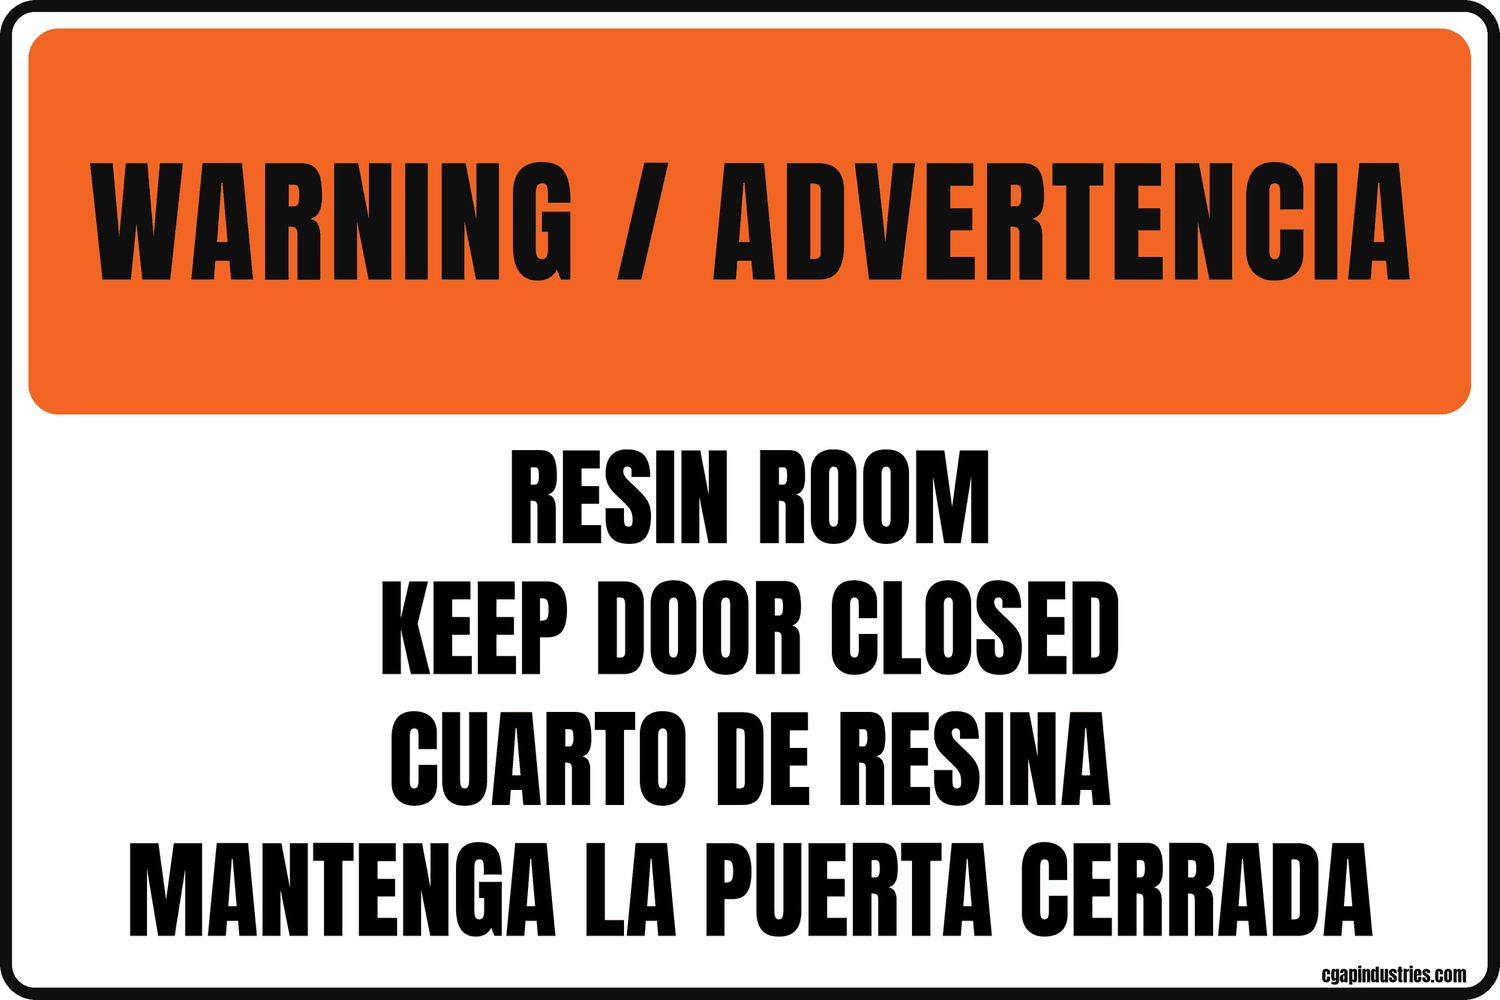 WARNING / ADVERTENCIA
RESIN ROOM
KEEP DOOR CLOSED
CUARTO DE RESINA
MANTENGA LA PUERTA CERRADA
cgapindustries.com